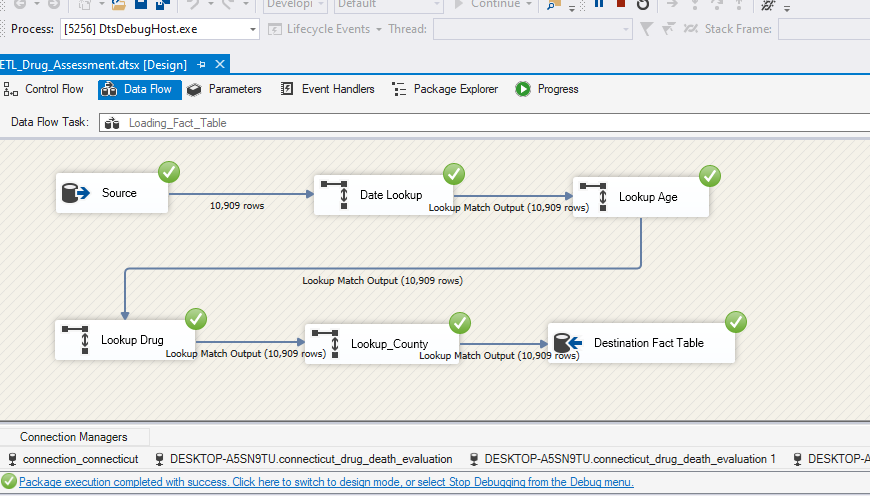 Developi Default Continue
Process: [5256] DtsDebugHost.exe Lifecycle Events Thread: Stack Frame:
ETL_Drug_Assessment.dtsx [Design]
Control Flow Data Flow Parameters Event Handlers Package Explorer Progress
Data Flow Task: Loading_Fact_Table
Source Date Lookup Lookup Age
10,909 rows Lookup Match Output (10,909 rows)
Lookup Match Output (10,909 rows)
Lookup Drug Lookup_County Destination Fact Table
Lookup Match Output (10,909 rows) Lookup Match Output (10,909 rows)
Connection Managers
connection_connecticut DESKTOP-A5SN9TU.connecticut_drug_death_evaluation DESKTOP-A5SN9TU.connecticut_drug_death_evaluation 1 DESKTOP-A
Package execution completed with success. Click here to switch to design mode, or select Stop Debugging from the Debug menu.